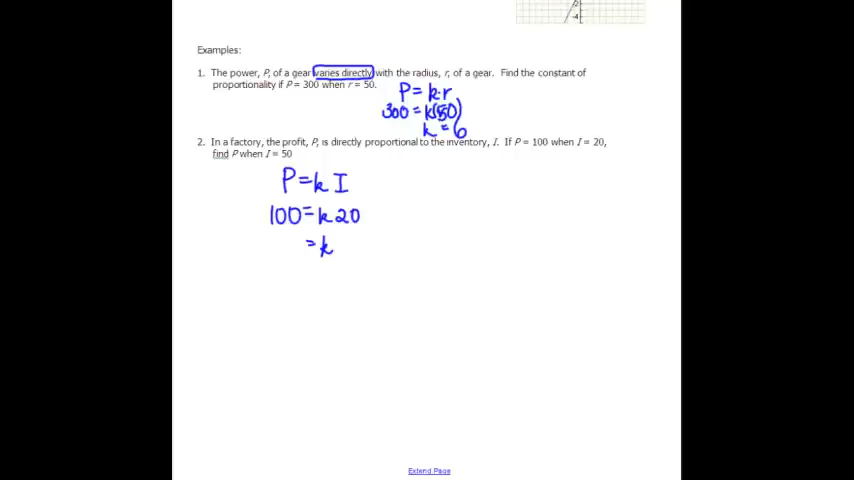 -2
-4
Examples:
1. The power, P, of a gear varies directly with the radius, r, of a gear. Find the constant of
proportionality if P = 300 when r = 50.
P = k·r
300 = k(50)
k = 6
2. In a factory, the profit, P, is directly proportional to the inventory, I. If P = 100 when I = 20,
find P when I = 50
P = k I
100 = k 20
= k
Extend Page